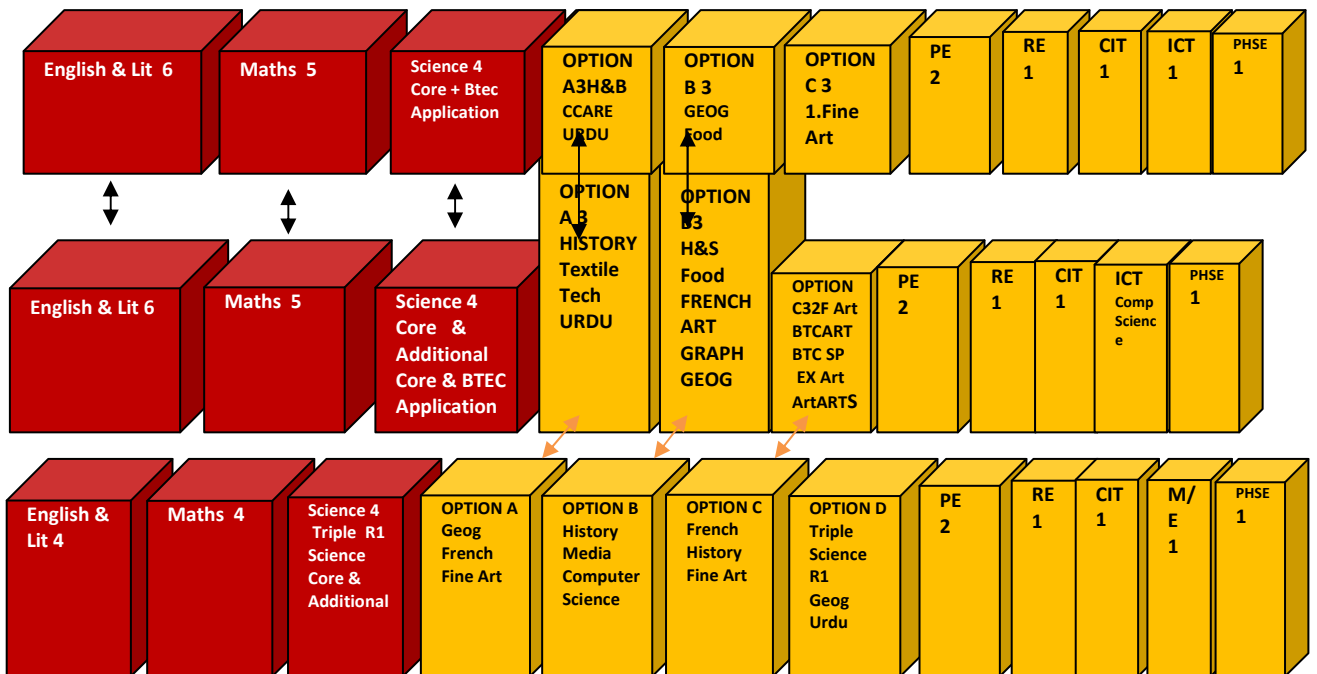 English & Lit  6
Maths  5
Science 4
Core + Btec
Application
OPTION
A3H&B
CCARE
URDU
OPTION
B 3
GEOG
Food
OPTION
C 3
1.Fine
Art
PE
2
RE
1
CIT
1
ICT
1
PHSE
1
OPTION
A 3
HISTORY
Textile
Tech
URDU
OPTION
B3
H&S
Food
FRENCH
ART
GRAPH
GEOG
English & Lit 6
Maths  5
Science 4
Core   &
Additional
Core & BTEC
Application
OPTION
C32F Art
BTCART
BTC SP
EX Art
ArtARTS
PE
2
RE
1
CIT
1
ICT
Comp
Scienc
e
PHSE
1
English &
Lit 4
Maths  4
Science 4
Triple  R1
Science
Core &
Additional
OPTION A
Geog
French
Fine Art
OPTION B
History
Media
Computer
Science
OPTION C
French
History
Fine Art
OPTION D
Triple
Science
R1
Geog
Urdu
PE
2
RE
1
CIT
1
M/
E
1
PHSE
1